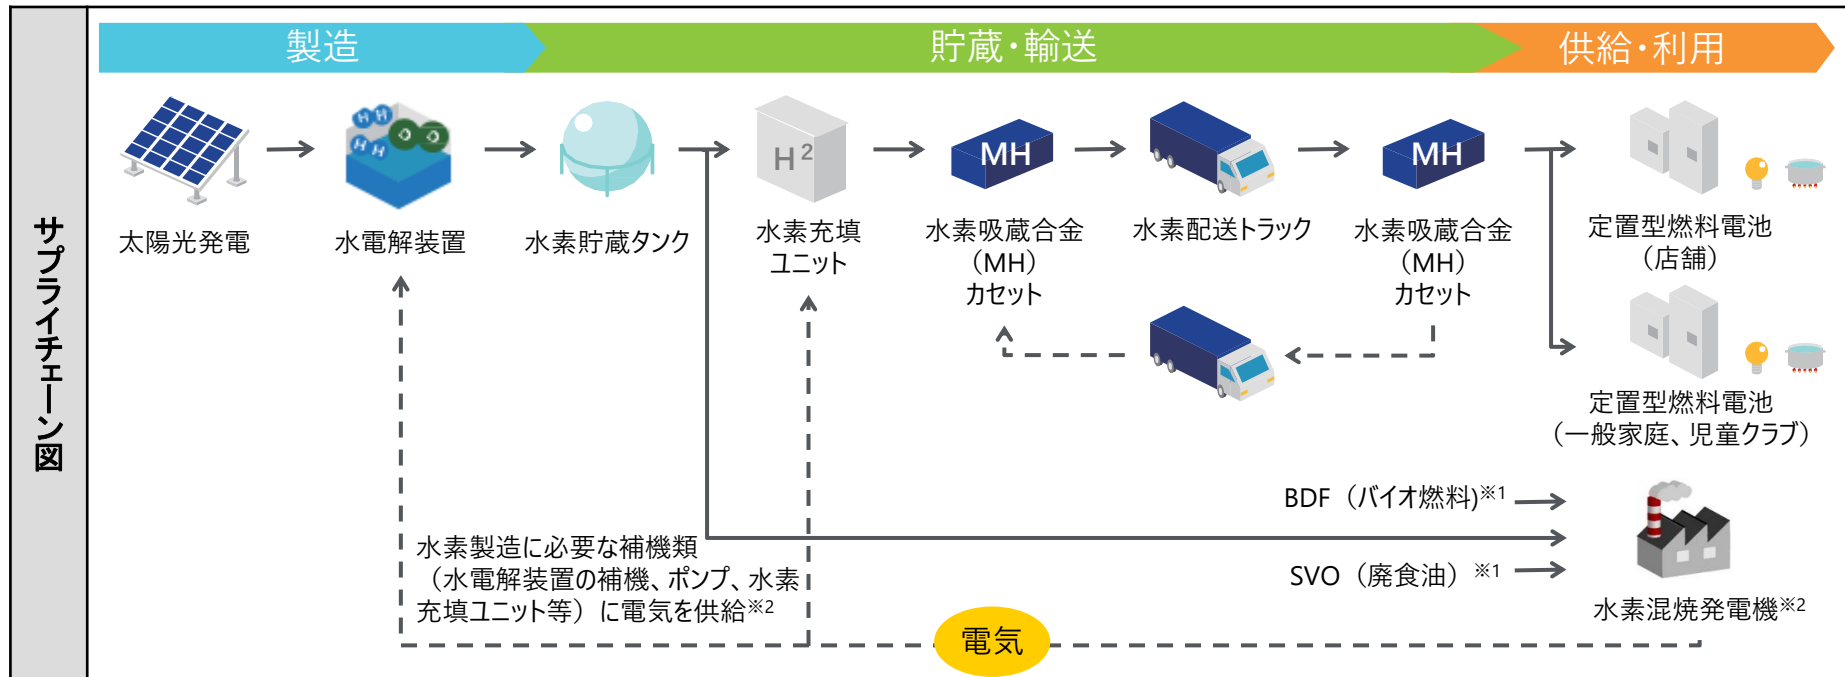 サプライチェーン図
製造
貯蔵・輸送
供給・利用
H H
H H
O O
H²
MH
MH
太陽光発電
水電解装置
水素貯蔵タンク
水素充填
ユニット
水素吸蔵合金
（MH）
カセット
水素配送トラック
水素吸蔵合金
（MH）
カセット
定置型燃料電池
（店舗）
定置型燃料電池
（一般家庭、児童クラブ）
BDF（バイオ燃料)※1
SVO（廃食油）※1
水素混焼発電機※2
水素製造に必要な補機類
（水電解装置の補機、ポンプ、水素
充填ユニット等）に電気を供給※2
電気